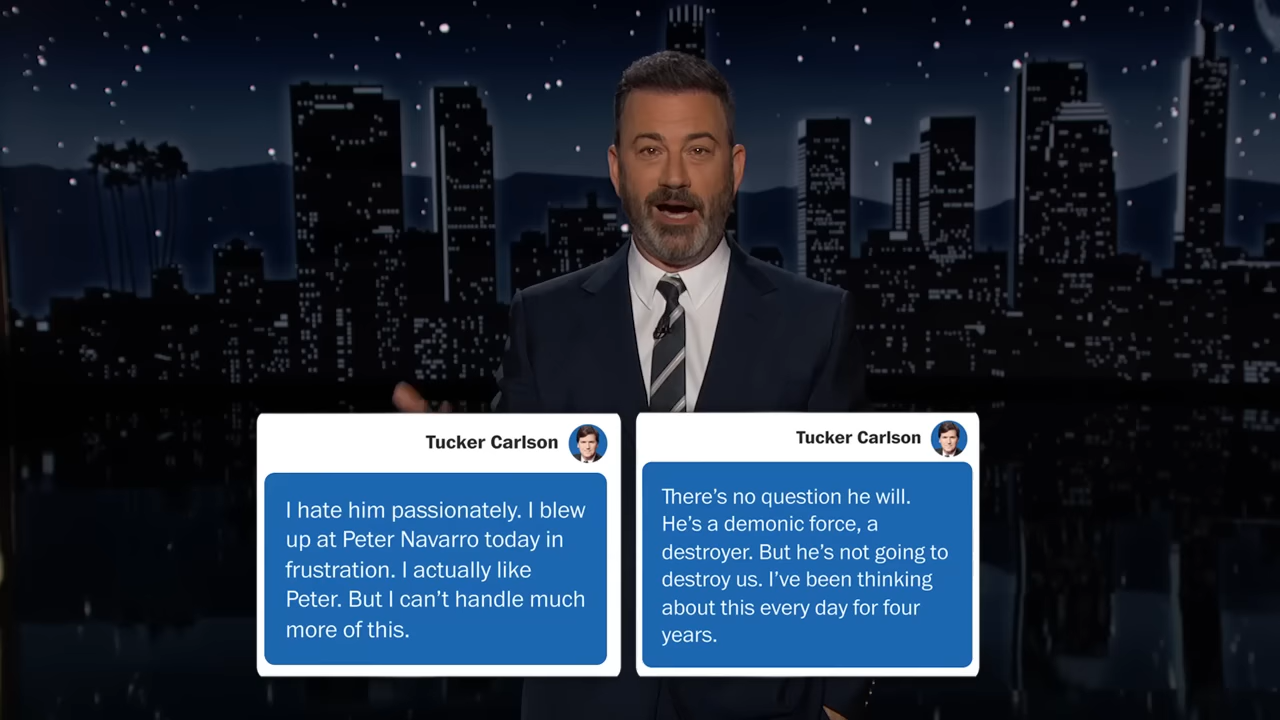 Tucker Carlson
I hate him passionately. I blew
up at Peter Navarro today in
frustration. I actually like
Peter. But I can’t handle much
more of this.
Tucker Carlson
There’s no question he will.
He’s a demonic force, a
destroyer. But he’s not going to
destroy us. I’ve been thinking
about this every day for four
years.